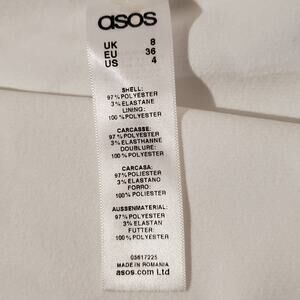 asos
UK 8
EU 36
US 4
SHELL:
97% POLYESTER
3% ELASTANE
LINING:
100% POLYESTER
CARCASSE:
97% POLYESTER
3% ELASTHANNE
DOUBLURE:
100% POLYESTER
CARCASA:
97% POLIESTER
3% ELASTANO
FORRO:
100% POLIESTER
AUSSENMATERIAL:
97% POLYESTER
3% ELASTAN
FUTTER:
100% POLYESTER
03617225
MADE IN ROMANIA
asos.com Ltd